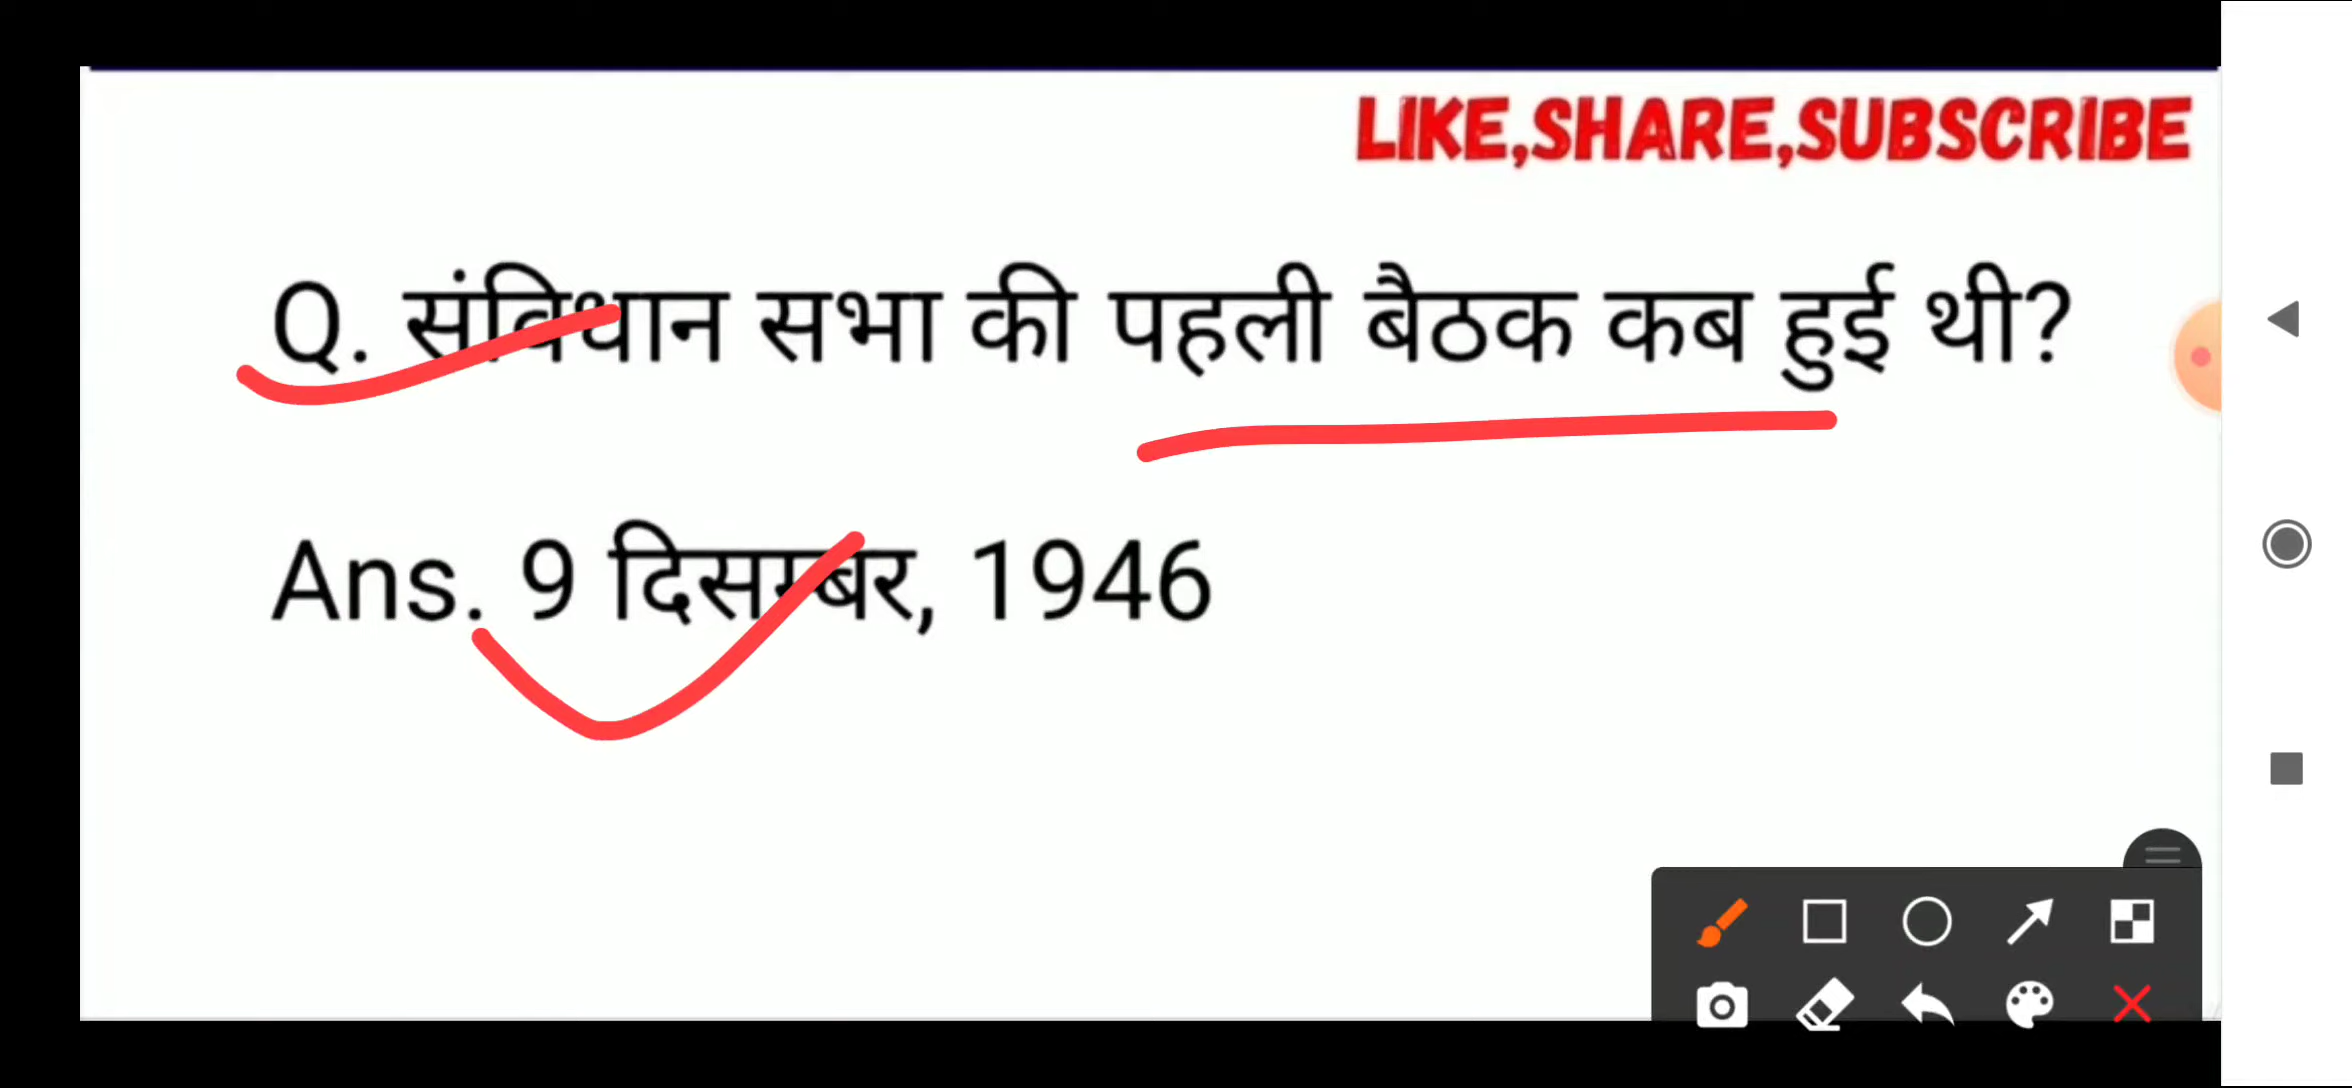 LIKE,SHARE,SUBSCRIBE
Q. संविधान सभा की पहली बैठक कब हुई थी?
Ans. 9 दिसम्बर, 1946